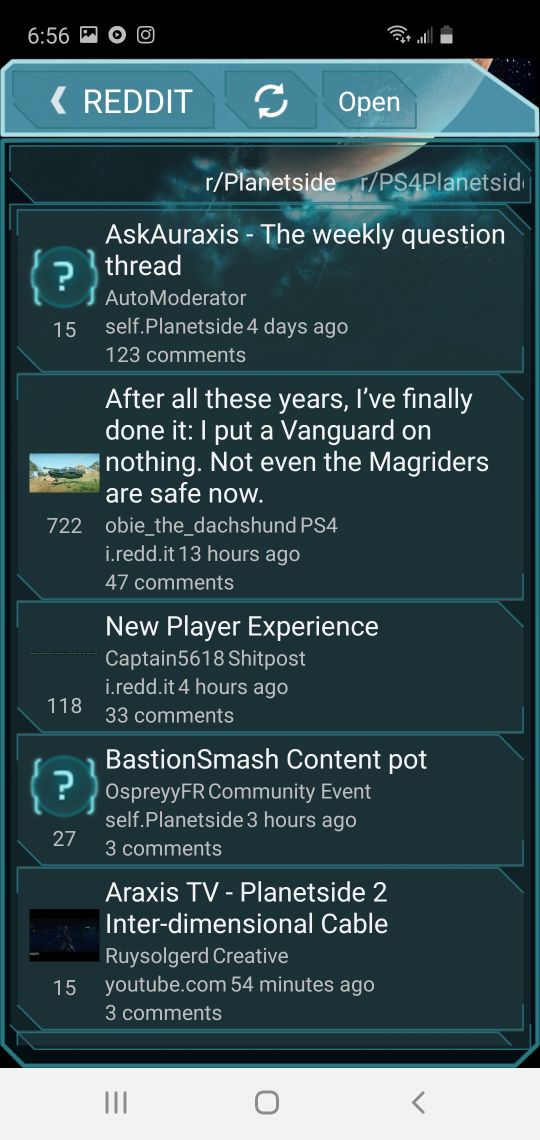 6:56
REDDIT
Open
r/Planetside r/PS4Planetsid
AskAuraxis - The weekly question
thread
AutoModerator
15
self.Planetside 4 days ago
123 comments
After all these years, I've finally
done it: I put a Vanguard on
nothing. Not even the Magriders
are safe now.
722
obie_the_dachshund PS4
i.redd.it 13 hours ago
47 comments
New Player Experience
Captain5618 Shitpost
i.redd.it 4 hours ago
118
33 comments
BastionSmash Content pot
OspreyyFR Community Event
self.Planetside 3 hours ago
27
3 comments
Araxis TV - Planetside 2
Inter-dimensional Cable
Ruysolgerd Creative
youtube.com 54 minutes ago
15
3 comments